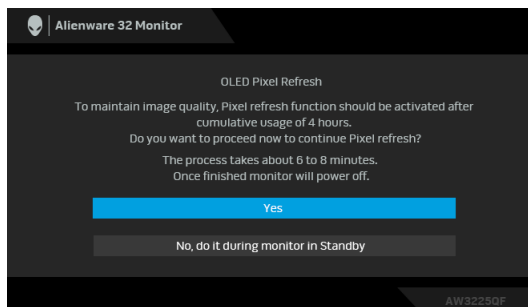 Alienware 32 Monitor
OLED Pixel Refresh
To maintain image quality, Pixel refresh function should be activated after
cumulative usage of 4 hours.
Do you want to proceed now to continue Pixel refresh?
The process takes about 6 to 8 minutes.
Once finished monitor will power off.
Yes
No, do it during monitor in Standby
AW3225QF